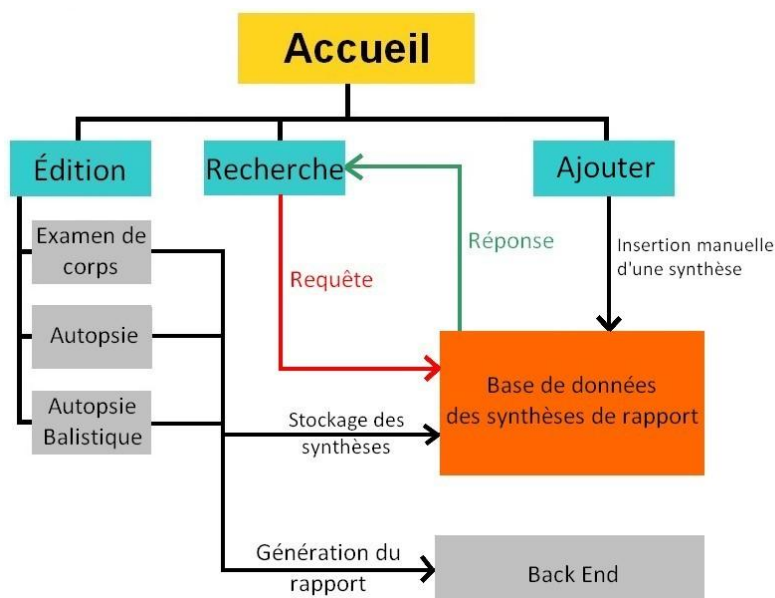 Accueil
Édition
Recherche
Ajouter
Examen de
corps
Autopsie
Autopsie
Balistique
Requête
Réponse
Insertion manuelle
d'une synthèse
Base de données
des synthèses de rapport
Stockage des
synthèses
Génération du
rapport
Back End